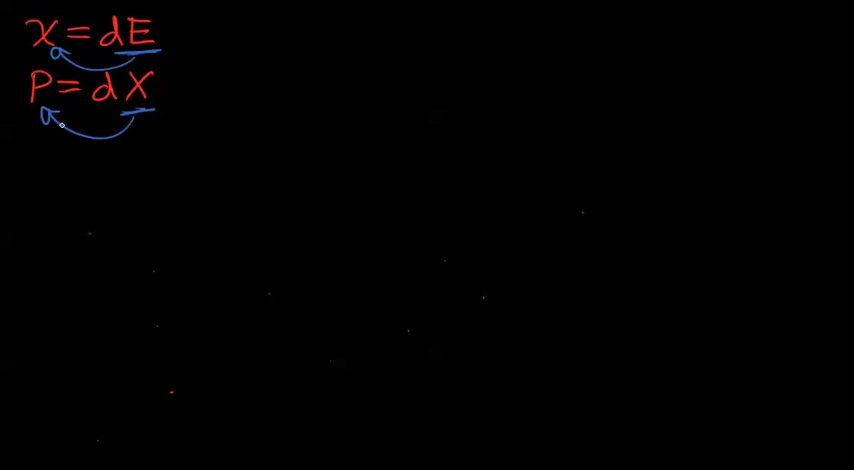 x = dE
P = dX